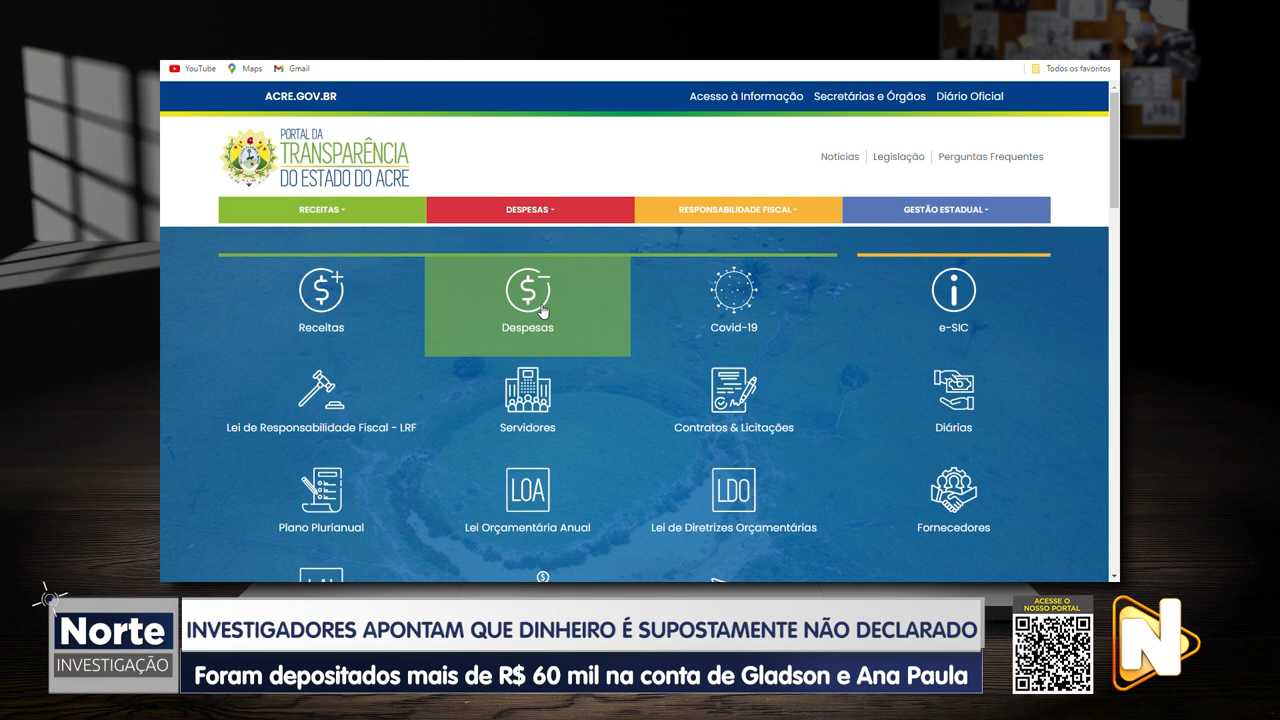 YouTube Maps Gmail Todos os favoritos
ACRE.GOV.BR Acesso à Informação Secretárias e Órgãos Diário Oficial
PORTAL DA
TRANSPARÊNCIA
DO ESTADO DO ACRE
Notícias Legislação Perguntas Frequentes
RECEITAS DESPESAS RESPONSABILIDADE FISCAL GESTÃO ESTADUAL
Receitas Despesas Covid-19 e-SIC
Lei de Responsabilidade Fiscal - LRF Servidores Contratos & Licitações Diárias
LOA LDO
Plano Plurianual Lei Orçamentária Anual Lei de Diretrizes Orçamentárias Fornecedores
Norte
INVESTIGAÇÃO
INVESTIGADORES APONTAM QUE DINHEIRO É SUPOSTAMENTE NÃO DECLARADO
Foram depositados mais de R$ 60 mil na conta de Gladson e Ana Paula
ACESSE O
NOSSO PORTAL
N